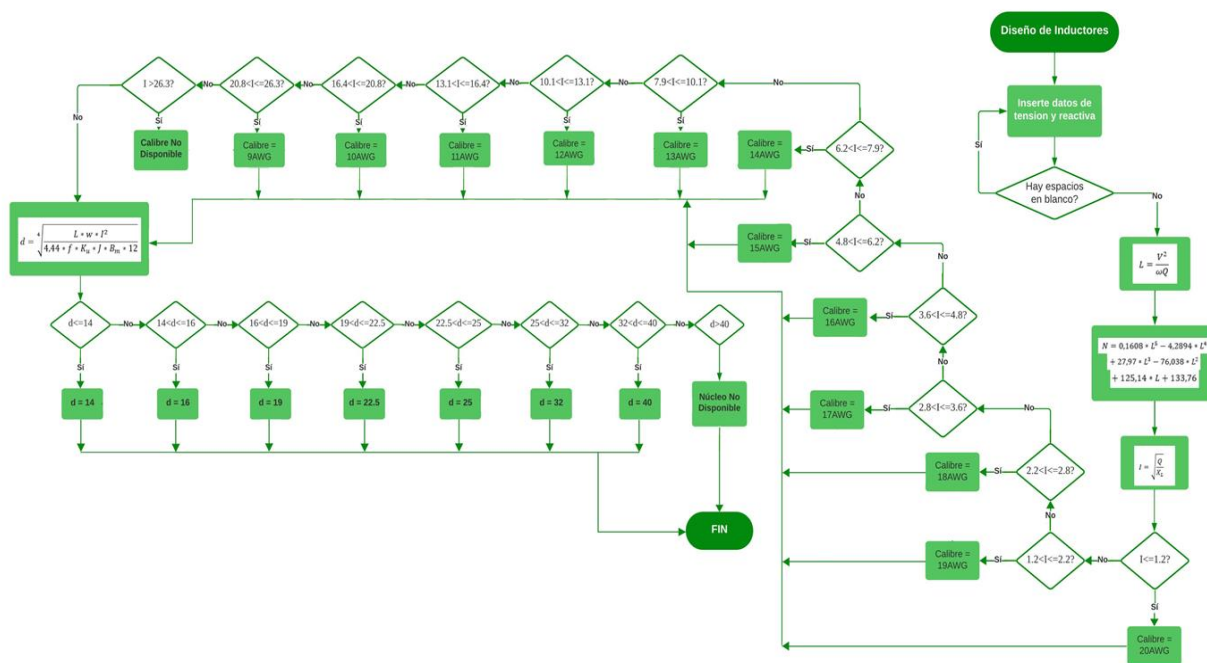 Diseño de Inductores
Inserte datos de
tension y reactiva
Hay espacios
en blanco?
Sí
No
L = V² / ωQ
N = 0,1608 * L⁵ − 4,2894 * L⁴
+ 27,97 * L³ − 76,038 * L²
+ 125,14 * L + 133,76
I = √(Q / X_L)
I<=1.2?
Sí
Calibre =
20AWG
No
1.2<I<=2.2?
Sí
Calibre =
19AWG
No
2.2<I<=2.8?
Sí
Calibre =
18AWG
No
2.8<I<=3.6?
Sí
Calibre =
17AWG
No
3.6<I<=4.8?
Sí
Calibre =
16AWG
No
4.8<I<=6.2?
Sí
Calibre =
15AWG
No
6.2<I<=7.9?
Sí
Calibre =
14AWG
No
7.9<I<=10.1?
Sí
Calibre =
13AWG
No
10.1<I<=13.1?
Sí
Calibre =
12AWG
No
13.1<I<=16.4?
Sí
Calibre =
11AWG
No
16.4<I<=20.8?
Sí
Calibre =
10AWG
No
20.8<I<=26.3?
Sí
Calibre =
9AWG
No
I >26.3?
Sí
Calibre No
Disponible
No
d = ⁴√(L * w * I² / 4,44 * f * K_u * J * B_m * 12)
d<=14
Sí
d = 14
No
14<d<=16
Sí
d = 16
No
16<d<=19
Sí
d = 19
No
19<d<=22.5
Sí
d = 22.5
No
22.5<d<=25
Sí
d = 25
No
25<d<=32
Sí
d = 32
No
32<d<=40
Sí
d = 40
No
d>40
Núcleo No
Disponible
FIN